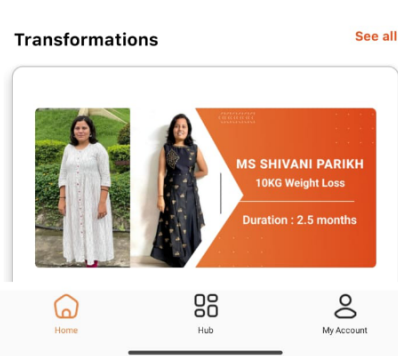 Transformations
See all
MS SHIVANI PARIKH
10KG Weight Loss
Duration : 2.5 months
Home
Hub
My Account